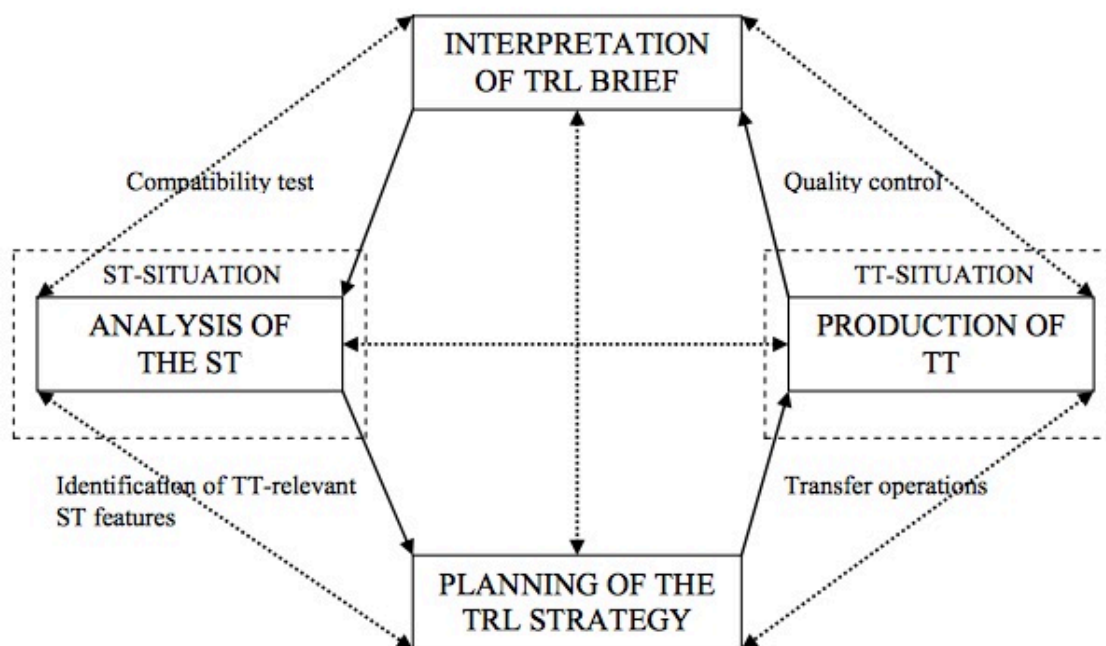 INTERPRETATION
OF TRL BRIEF
Compatibility test
Quality control
ST-SITUATION
ANALYSIS OF
THE ST
TT-SITUATION
PRODUCTION OF
TT
Identification of TT-relevant
ST features
Transfer operations
PLANNING OF THE
TRL STRATEGY